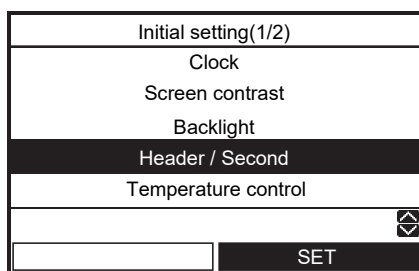 Initial setting(1/2)
Clock
Screen contrast
Backlight
Header / Second
Temperature control
SET